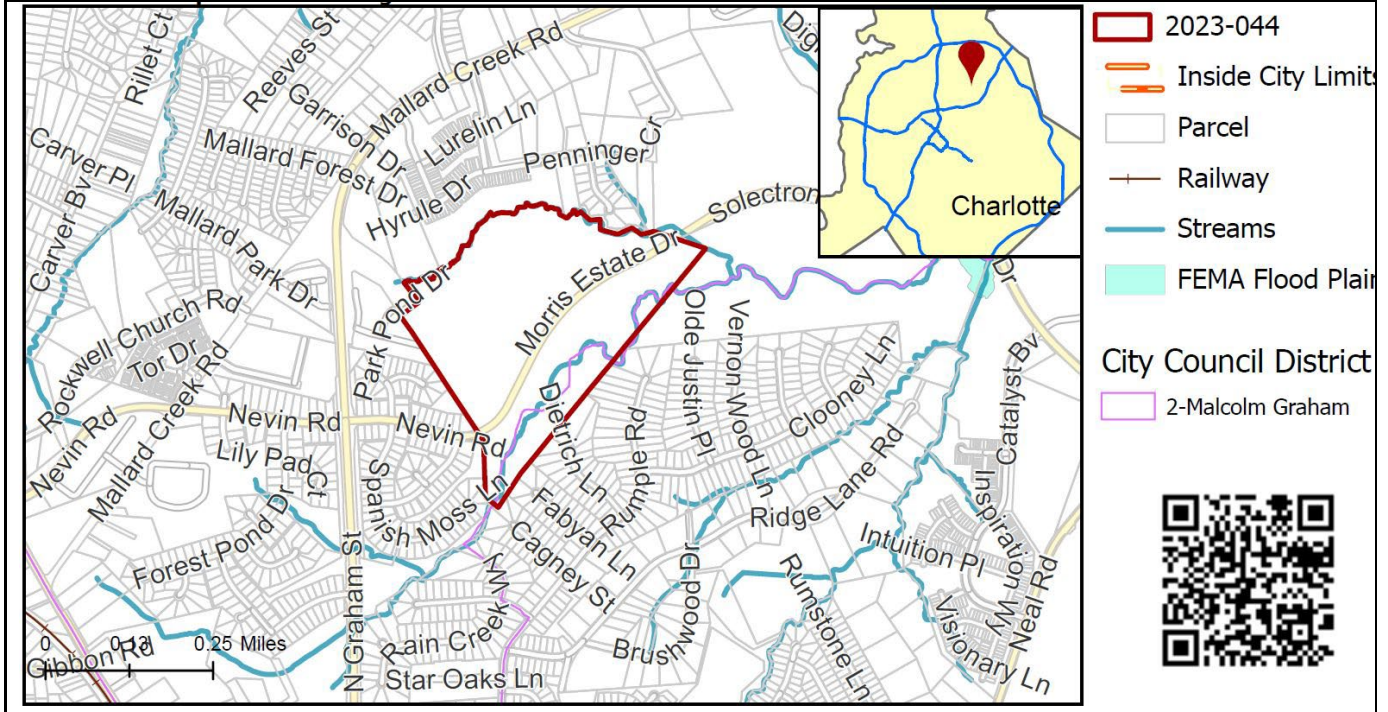 Rillet Ct
Reeves St
Garrison Dr
Mallard Creek Rd
Lurelin Ln
Carver Pl
Mallard Forest Dr
Penninger Cr
Hyrule Dr
Carver Bv
Mallard Park Dr
Solectron
Morris Estate Dr
Park Pond Dr
Rockwell Church Rd
Tor Dr
Mallard Creek Rd
Nevin Rd
Nevin Rd
Nevin Rd
Lily Pad Ct
Spanish Moss Ln
Forest Pond Dr
N Graham St
Gibbon Rd
Rain Creek Wy
Star Oaks Ln
Dietrich Ln
Fabyan Ln
Cagney St
Rumple Rd
Olde Justin Pl
Vernon Wood Ln
Clooney Ln
Ridge Lane Rd
Brushwood Dr
Rumstone Ln
Intuition Pl
Inspiration Wy
Visionary Ln
Catalyst Bv
Neal Rd
Dr
0 0.13 0.25 Miles
Charlotte
2023-044
Inside City Limits
Parcel
Railway
Streams
FEMA Flood Plain
City Council District
2-Malcolm Graham